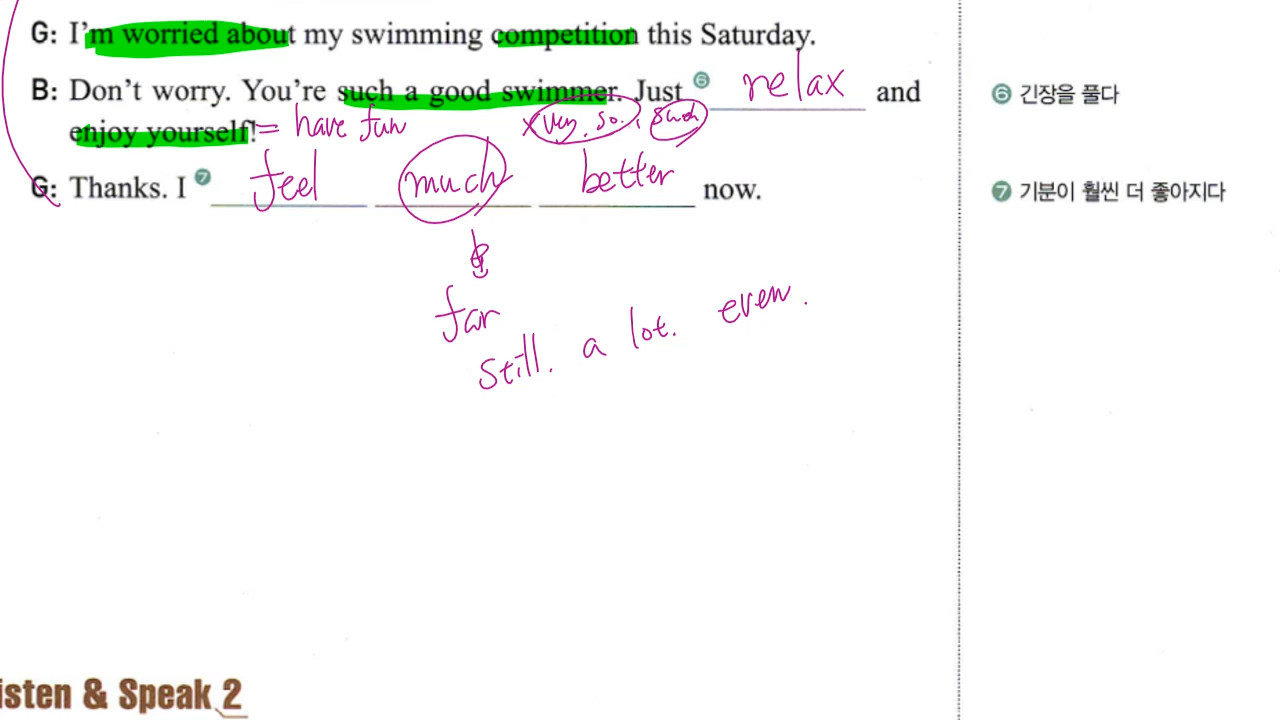 G: I'm worried about my swimming competition this Saturday.
B: Don't worry. You're such a good swimmer. Just ⑥ relax and ⑥ 긴장을 풀다
enjoy yourself! = have fun x very. so. such
G: Thanks. I ⑦ feel much better now. ⑦ 기분이 훨씬 더 좋아지다
far
still. a lot. even.
isten & Speak 2